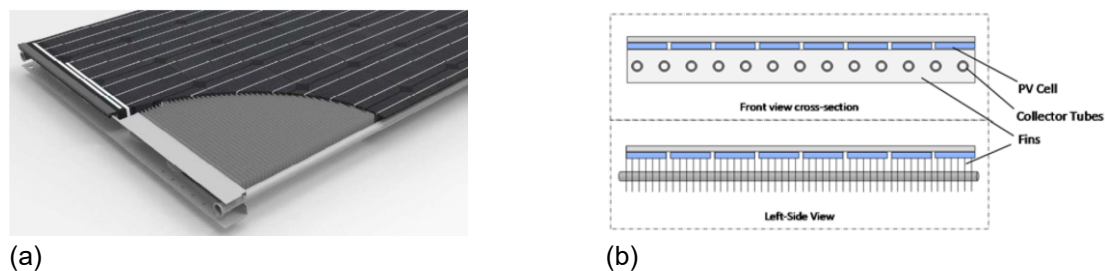 Front view cross-section
PV Cell
Collector Tubes
Fins
Left-Side View
(a)
(b)